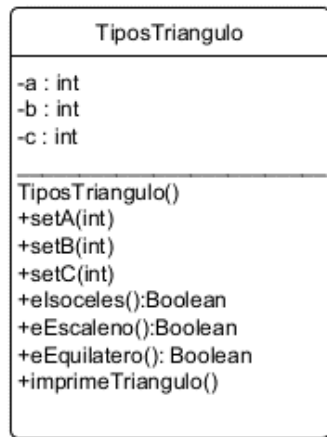 TiposTriangulo
-a : int
-b : int
-c : int
TiposTriangulo()
+setA(int)
+setB(int)
+setC(int)
+eIsoceles():Boolean
+eEscaleno():Boolean
+eEquilatero(): Boolean
+imprimeTriangulo()